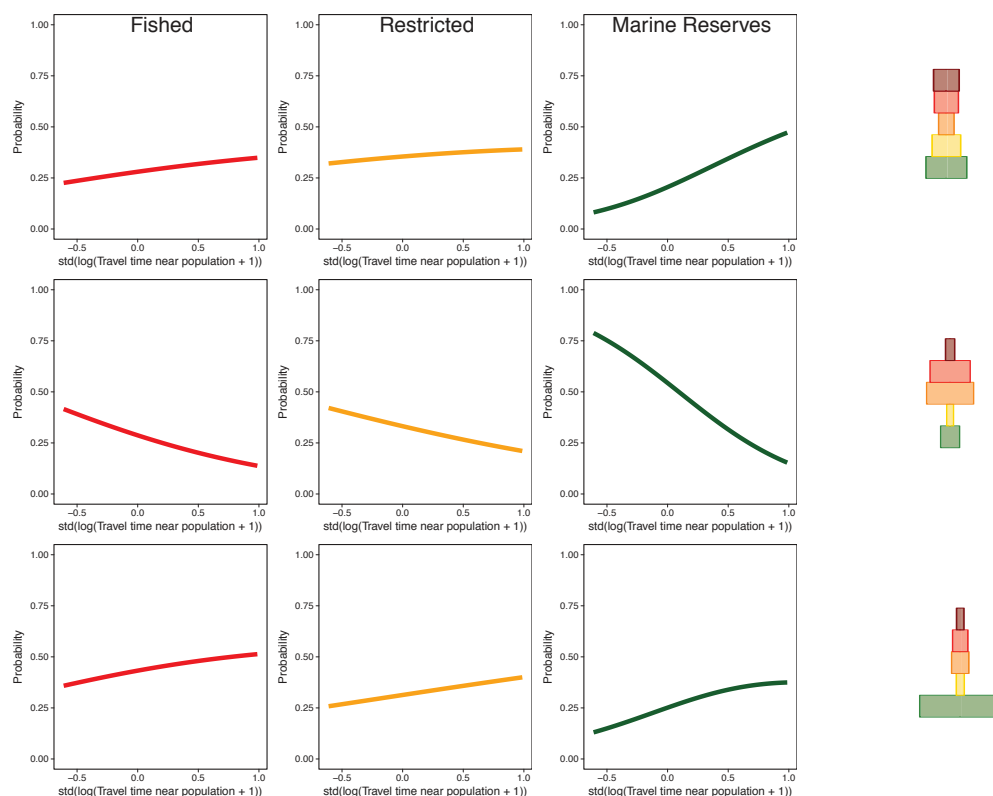 Fished Restricted Marine Reserves
1.00 1.00 1.00
0.75 0.75 0.75
Probability Probability Probability
0.50 0.50 0.50
0.25 0.25 0.25
0.00 0.00 0.00
−0.5 0.0 0.5 1.0 −0.5 0.0 0.5 1.0 −0.5 0.0 0.5 1.0
std(log(Travel time near population + 1)) std(log(Travel time near population + 1)) std(log(Travel time near population + 1))
1.00 1.00 1.00
0.75 0.75 0.75
Probability Probability Probability
0.50 0.50 0.50
0.25 0.25 0.25
0.00 0.00 0.00
−0.5 0.0 0.5 1.0 −0.5 0.0 0.5 1.0 −0.5 0.0 0.5 1.0
std(log(Travel time near population + 1)) std(log(Travel time near population + 1)) std(log(Travel time near population + 1))
1.00 1.00 1.00
0.75 0.75 0.75
Probability Probability Probability
0.50 0.50 0.50
0.25 0.25 0.25
0.00 0.00 0.00
−0.5 0.0 0.5 1.0 −0.5 0.0 0.5 1.0 −0.5 0.0 0.5 1.0
std(log(Travel time near population + 1)) std(log(Travel time near population + 1)) std(log(Travel time near population + 1))